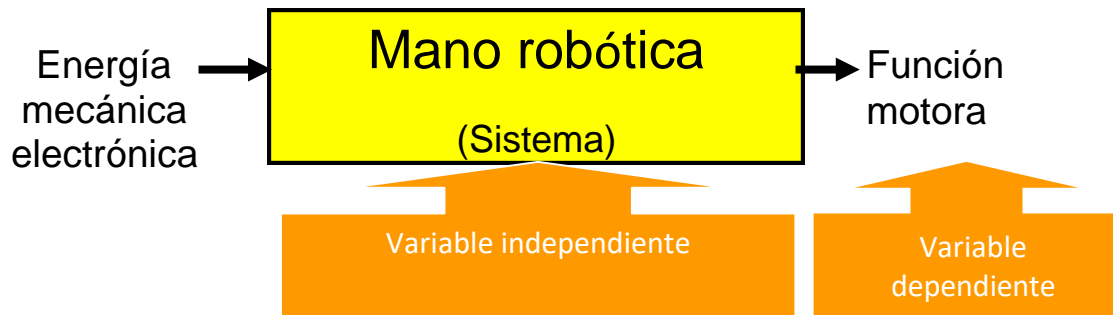 Energía
mecánica
electrónica
Mano robótica
(Sistema)
Función
motora
Variable independiente
Variable
dependiente